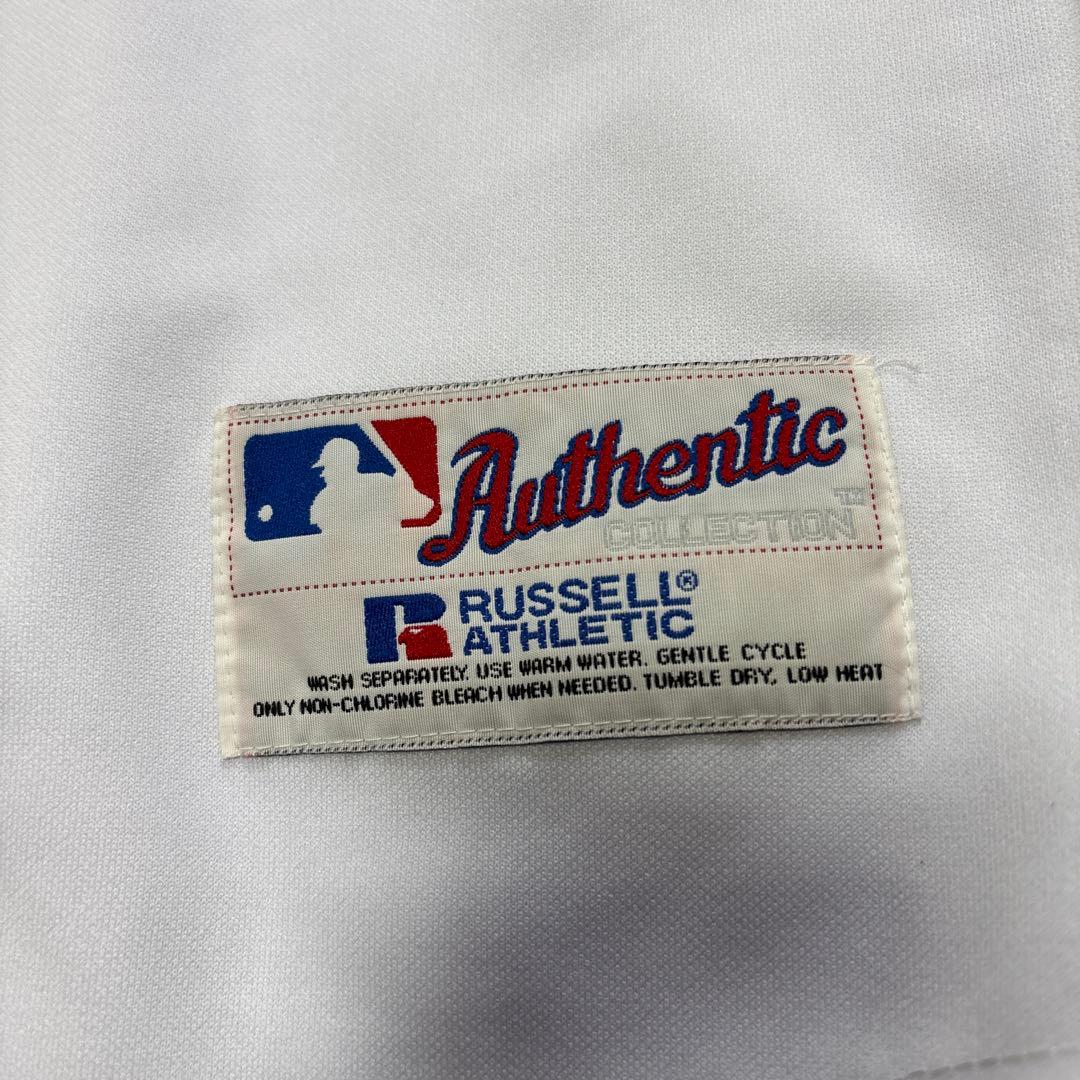 Authentic
COLLECTION™
RUSSELL®
ATHLETIC
WASH SEPARATELY. USE WARM WATER. GENTLE CYCLE
ONLY NON-CHLORINE BLEACH WHEN NEEDED. TUMBLE DRY, LOW HEAT